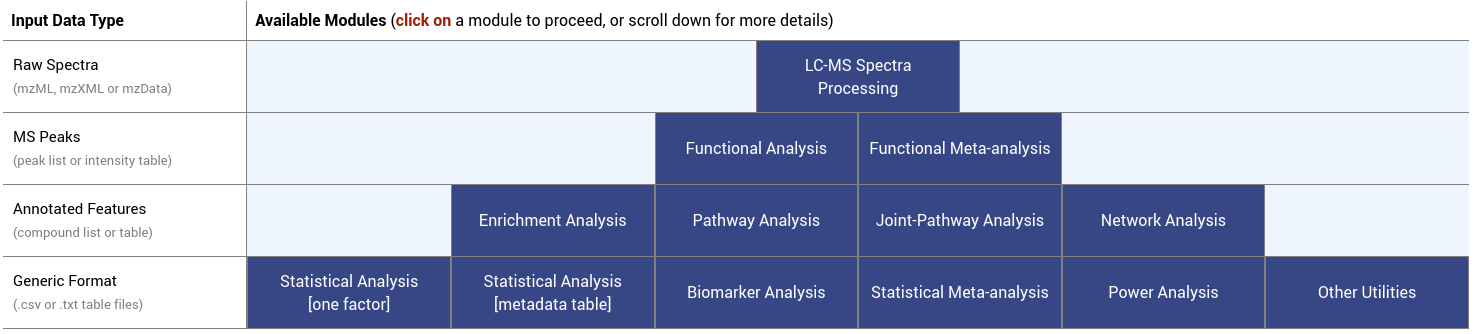 Input Data Type
Available Modules (click on a module to proceed, or scroll down for more details)
Raw Spectra
(mzML, mzXML or mzData)
LC-MS Spectra
Processing
MS Peaks
(peak list or intensity table)
Functional Analysis
Functional Meta-analysis
Annotated Features
(compound list or table)
Enrichment Analysis
Pathway Analysis
Joint-Pathway Analysis
Network Analysis
Generic Format
(.csv or .txt table files)
Statistical Analysis
[one factor]
Statistical Analysis
[metadata table]
Biomarker Analysis
Statistical Meta-analysis
Power Analysis
Other Utilities